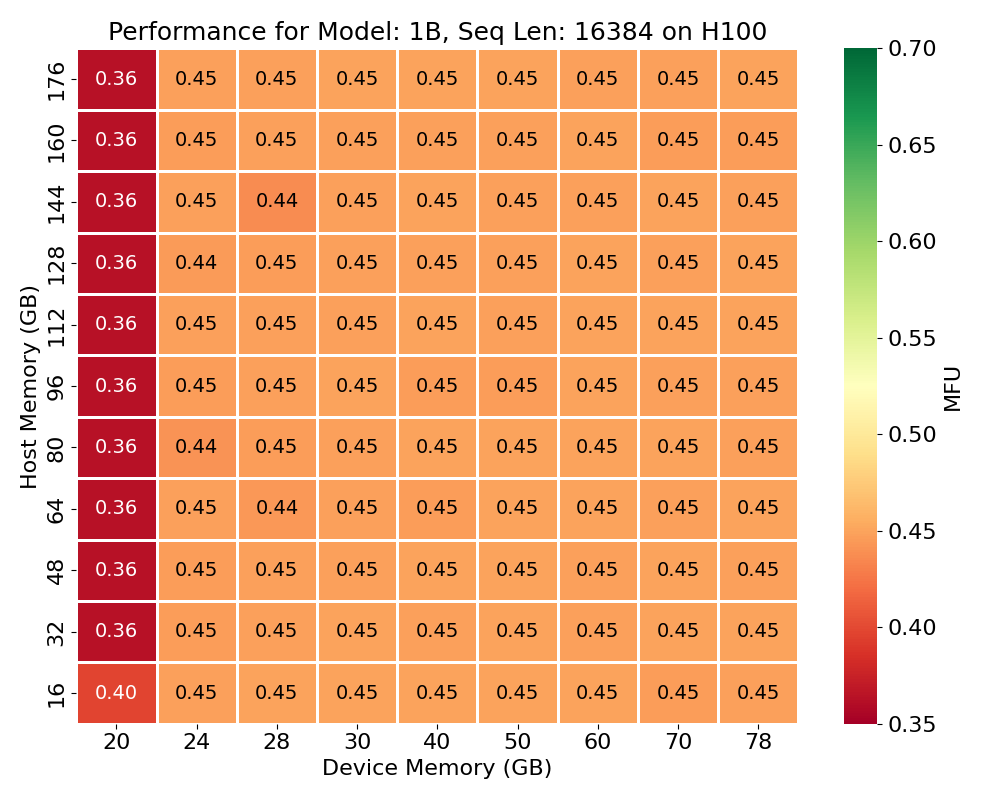 Performance for Model: 1B, Seq Len: 16384 on H100
176 0.36 0.45 0.45 0.45 0.45 0.45 0.45 0.45 0.45
160 0.36 0.45 0.45 0.45 0.45 0.45 0.45 0.45 0.45
144 0.36 0.45 0.44 0.45 0.45 0.45 0.45 0.45 0.45
128 0.36 0.44 0.45 0.45 0.45 0.45 0.45 0.45 0.45
112 0.36 0.45 0.45 0.45 0.45 0.45 0.45 0.45 0.45
96 0.36 0.45 0.45 0.45 0.45 0.45 0.45 0.45 0.45
80 0.36 0.44 0.45 0.45 0.45 0.45 0.45 0.45 0.45
64 0.36 0.45 0.44 0.45 0.45 0.45 0.45 0.45 0.45
48 0.36 0.45 0.45 0.45 0.45 0.45 0.45 0.45 0.45
32 0.36 0.45 0.45 0.45 0.45 0.45 0.45 0.45 0.45
16 0.40 0.45 0.45 0.45 0.45 0.45 0.45 0.45 0.45
20 24 28 30 40 50 60 70 78
Device Memory (GB)
Host Memory (GB)
0.70
0.65
0.60
0.55
0.50
0.45
0.40
0.35
MFU